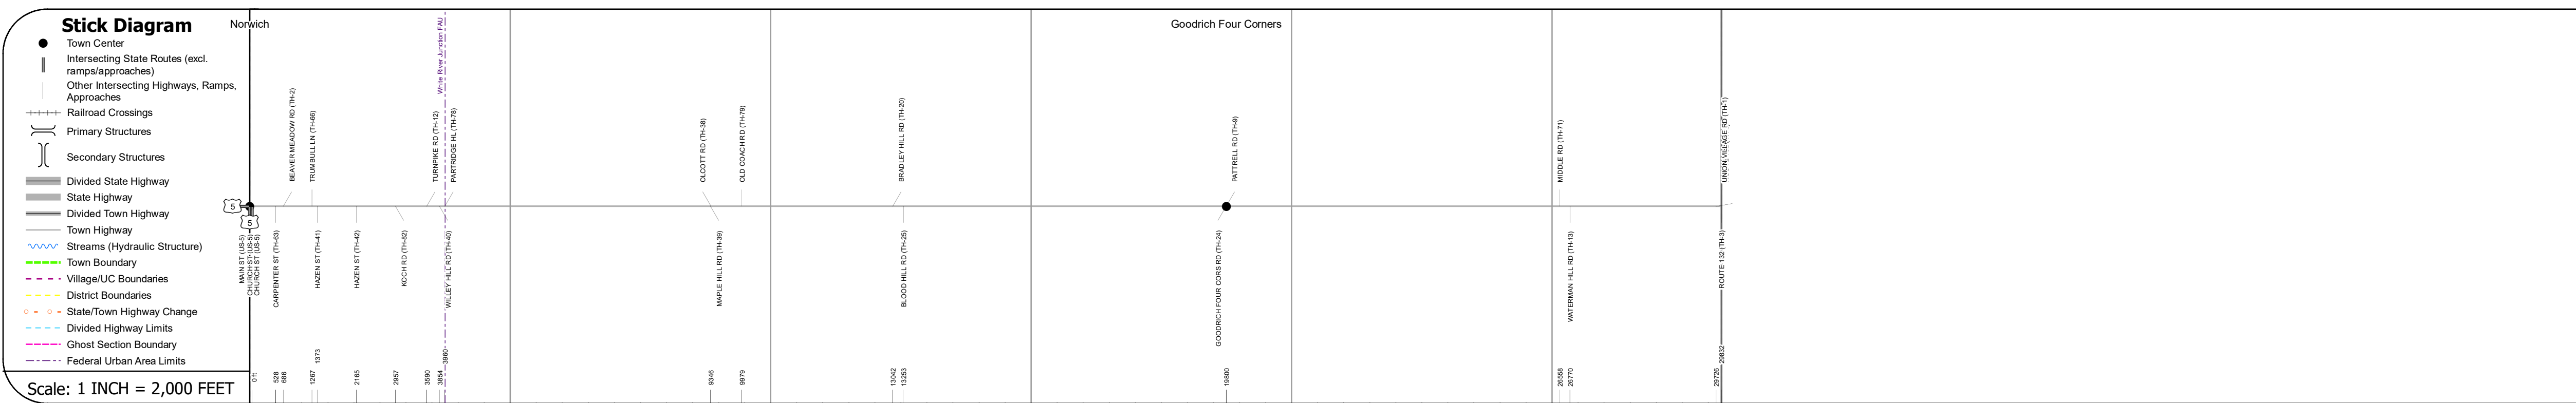 Stick Diagram
Town Center
Intersecting State Routes (excl.
ramps/approaches)
Other Intersecting Highways, Ramps,
Approaches
Railroad Crossings
Primary Structures
Secondary Structures
Divided State Highway
State Highway
Divided Town Highway
Town Highway
Streams (Hydraulic Structure)
Town Boundary
Village/UC Boundaries
District Boundaries
State/Town Highway Change
Divided Highway Limits
Ghost Section Boundary
Federal Urban Area Limits
Scale: 1 INCH = 2,000 FEET
Norwich
Goodrich Four Corners
White River Junction FAU
BEAVER MEADOW RD (TH-2)
TRUMBULL LN (TH-66)
TURNPIKE RD (TH-12)
PARTRIDGE HL (TH-78)
OLCOTT RD (TH-38)
OLD COACH RD (TH-79)
BRADLEY HILL RD (TH-20)
PATTRELL RD (TH-9)
MIDDLE RD (TH-71)
UNION VILLAGE RD (TH-1)
5
5
MAIN ST (US-5)
CHURCH ST (US-5)
CHURCH ST (US-5)
CARPENTER ST (TH-63)
HAZEN ST (TH-41)
HAZEN ST (TH-42)
KOCH RD (TH-82)
WILLEY HILL RD (TH-40)
MAPLE HILL RD (TH-39)
BLOOD HILL RD (TH-25)
GOODRICH FOUR CORS RD (TH-24)
WATERMAN HILL RD (TH-13)
ROUTE 132 (TH-3)
0 ft
528
686
1267
1373
2165
2957
3590
3854
3960
9346
9979
13042
13253
19800
26558
26770
29726
29832